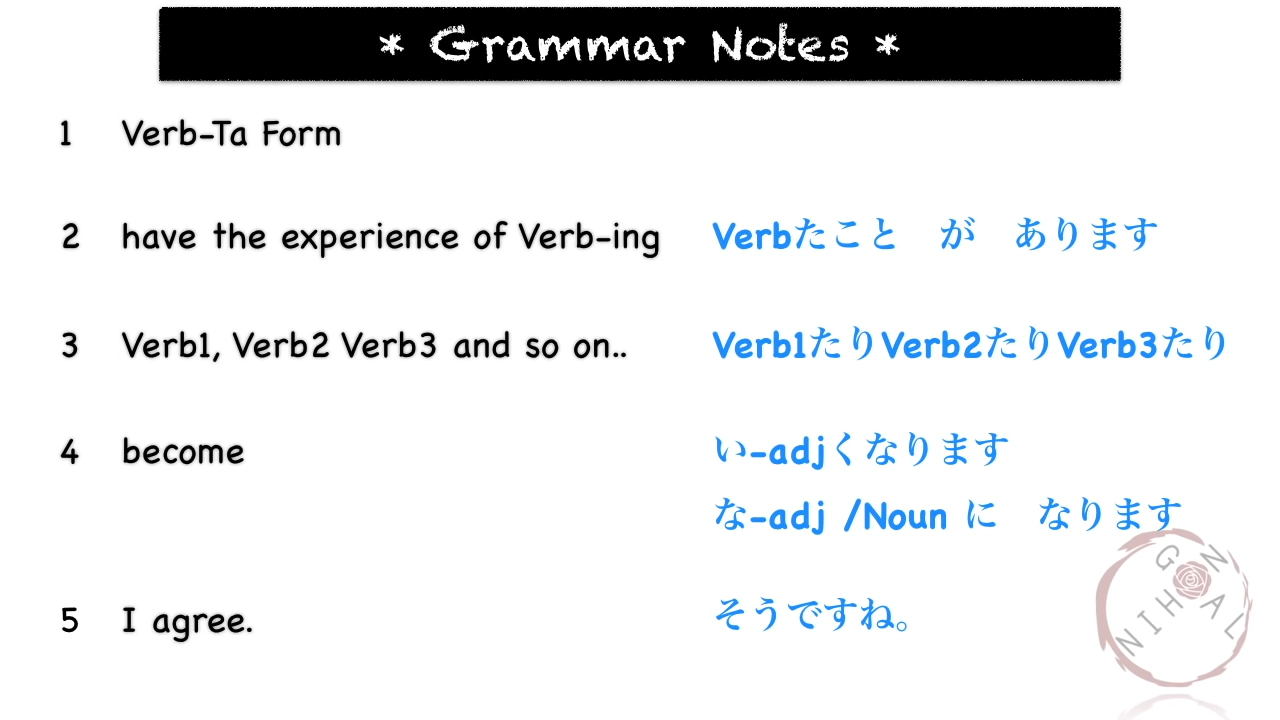 * Grammar Notes *
1 Verb-Ta Form
2 have the experience of Verb-ing Verbたこと　が　あります
3 Verb1, Verb2 Verb3 and so on.. Verb1たりVerb2たりVerb3たり
4 become い-adjくなります
な-adj /Noun に　なります
5 I agree. そうですね。
NIHONGAL